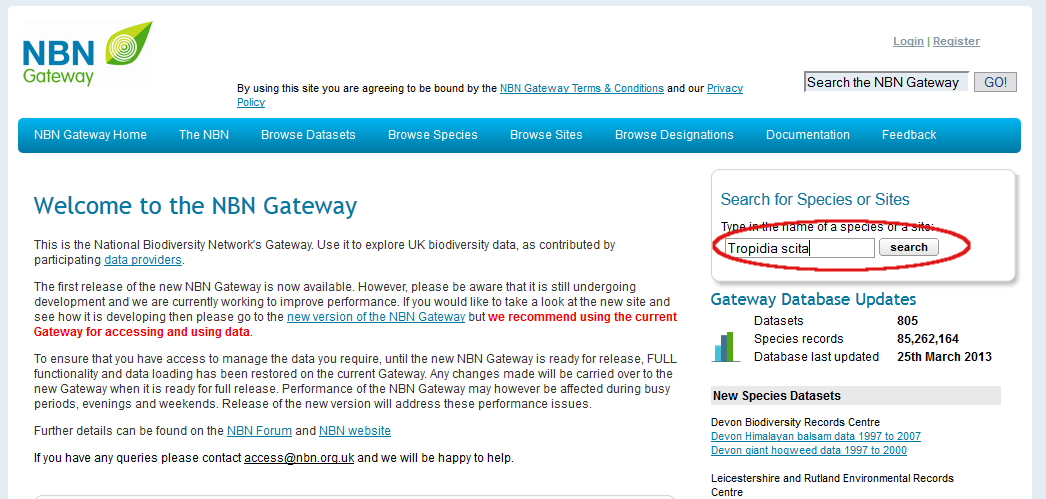 NBN
Gateway
Login | Register
Search the NBN Gateway GO!
By using this site you are agreeing to be bound by the NBN Gateway Terms & Conditions and our Privacy
Policy
NBN Gateway Home The NBN Browse Datasets Browse Species Browse Sites Browse Designations Documentation Feedback
Welcome to the NBN Gateway
This is the National Biodiversity Network's Gateway. Use it to explore UK biodiversity data, as contributed by
participating data providers.
The first release of the new NBN Gateway is now available. However, please be aware that it is still undergoing
development and we are currently working to improve performance. If you would like to take a look at the new site and
see how it is developing then please go to the new version of the NBN Gateway but we recommend using the current
Gateway for accessing and using data.
To ensure that you have access to manage the data you require, until the new NBN Gateway is ready for release, FULL
functionality and data loading has been restored on the current Gateway. Any changes made will be carried over to the
new Gateway when it is ready for full release. Performance of the NBN Gateway may however be affected during busy
periods, evenings and weekends. Release of the new version will address these performance issues.
Further details can be found on the NBN Forum and NBN website
If you have any queries please contact access@nbn.org.uk and we will be happy to help.
Search for Species or Sites
Type in the name of a species or a site:
Tropidia scita search
Gateway Database Updates
Datasets 805
Species records 85,262,164
Database last updated 25th March 2013
New Species Datasets
Devon Biodiversity Records Centre
Devon Himalayan balsam data 1997 to 2007
Devon giant hogweed data 1997 to 2000
Leicestershire and Rutland Environmental Records
Centre